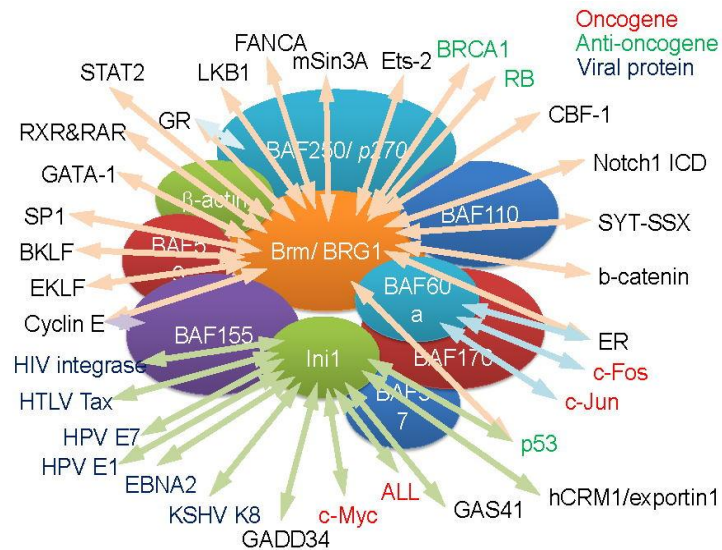 Oncogene
Anti-oncogene
Viral protein
FANCA
mSin3A
Ets-2
BRCA1
RB
STAT2
LKB1
GR
CBF-1
RXR&RAR
BAF250/ p270
Notch1 ICD
GATA-1
β-actin
BAF110
SP1
SYT-SSX
BAF5
Brm/ BRG1
BKLF
b-catenin
EKLF
BAF60
a
Cyclin E
BAF155
ER
HIV integrase
Ini1
BAF170
c-Fos
HTLV Tax
c-Jun
7
HPV E7
p53
HPV E1
EBNA2
ALL
hCRM1/exportin1
KSHV K8
c-Myc
GAS41
GADD34